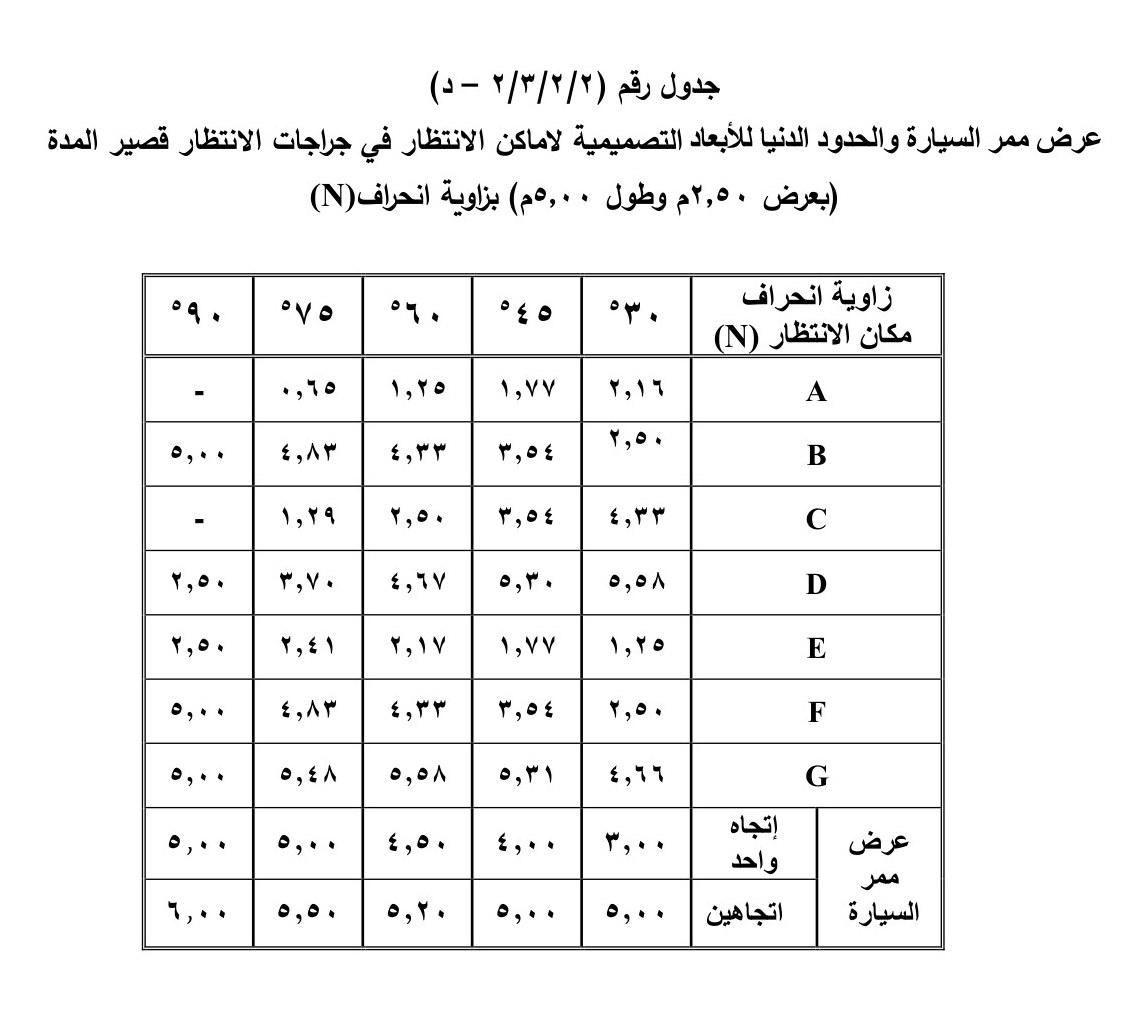 جدول رقم (٢/٣/٢/٢ – د)
عرض ممر السيارة والحدود الدنيا للأبعاد التصميمية لاماكن الانتظار في جراجات الانتظار قصير المدة
(بعرض ٢,٥٠م وطول ٥,٠٠م) بزاوية انحراف(N)
زاوية انحراف مكان الانتظار (N) ٣٠° ٤٥° ٦٠° ٧٥° ٩٠°
A ٢,١٦ ١,٧٧ ١,٢٥ ٠,٦٥ -
B ٢,٥٠ ٣,٥٤ ٤,٣٣ ٤,٨٣ ٥,٠٠
C ٤,٣٣ ٣,٥٤ ٢,٥٠ ١,٢٩ -
D ٥,٥٨ ٥,٣٠ ٤,٦٧ ٣,٧٠ ٢,٥٠
E ١,٢٥ ١,٧٧ ٢,١٧ ٢,٤١ ٢,٥٠
F ٢,٥٠ ٣,٥٤ ٤,٣٣ ٤,٨٣ ٥,٠٠
G ٤,٦٦ ٥,٣١ ٥,٥٨ ٥,٤٨ ٥,٠٠
عرض ممر السيارة
إتجاه واحد ٣,٠٠ ٤,٠٠ ٤,٥٠ ٥,٠٠ ٥,٠٠
اتجاهين ٥,٠٠ ٥,٠٠ ٥,٢٠ ٥,٥٠ ٦,٠٠